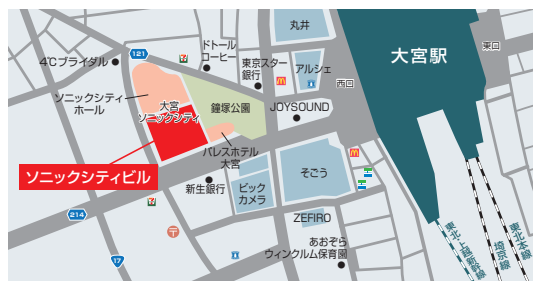 丸井
大宮駅
東口
121
ドトール
コーヒー
4℃ブライダル
東京スター
銀行
アルシェ
西口
ソニックシティ
ホール
大宮
ソニックシティ
鐘塚公園
JOYSOUND
パレスホテル
大宮
ソニックシティビル
新生銀行
ビック
カメラ
そごう
214
ZEFIRO
あおぞら
ウィンクルム保育園
17
東北上越新幹線
埼京線
東北本線